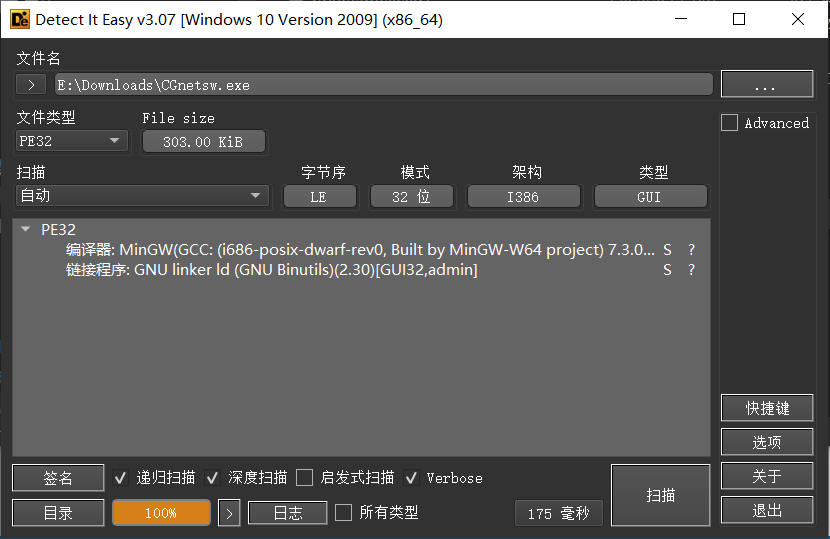 Detect It Easy v3.07 [Windows 10 Version 2009] (x86_64)
文件名
> E:\Downloads\CGnetsw.exe ...
文件类型 File size
PE32 303.00 KiB Advanced
扫描 字节序 模式 架构 类型
自动 LE 32 位 I386 GUI
PE32
编译器: MinGW(GCC: (i686-posix-dwarf-rev0, Built by MinGW-W64 project) 7.3.0... S ?
链接程序: GNU linker ld (GNU Binutils)(2.30)[GUI32,admin] S ?
快捷键
选项
签名 递归扫描 深度扫描 启发式扫描 Verbose 扫描 关于
目录 100% > 日志 所有类型 175 毫秒 退出